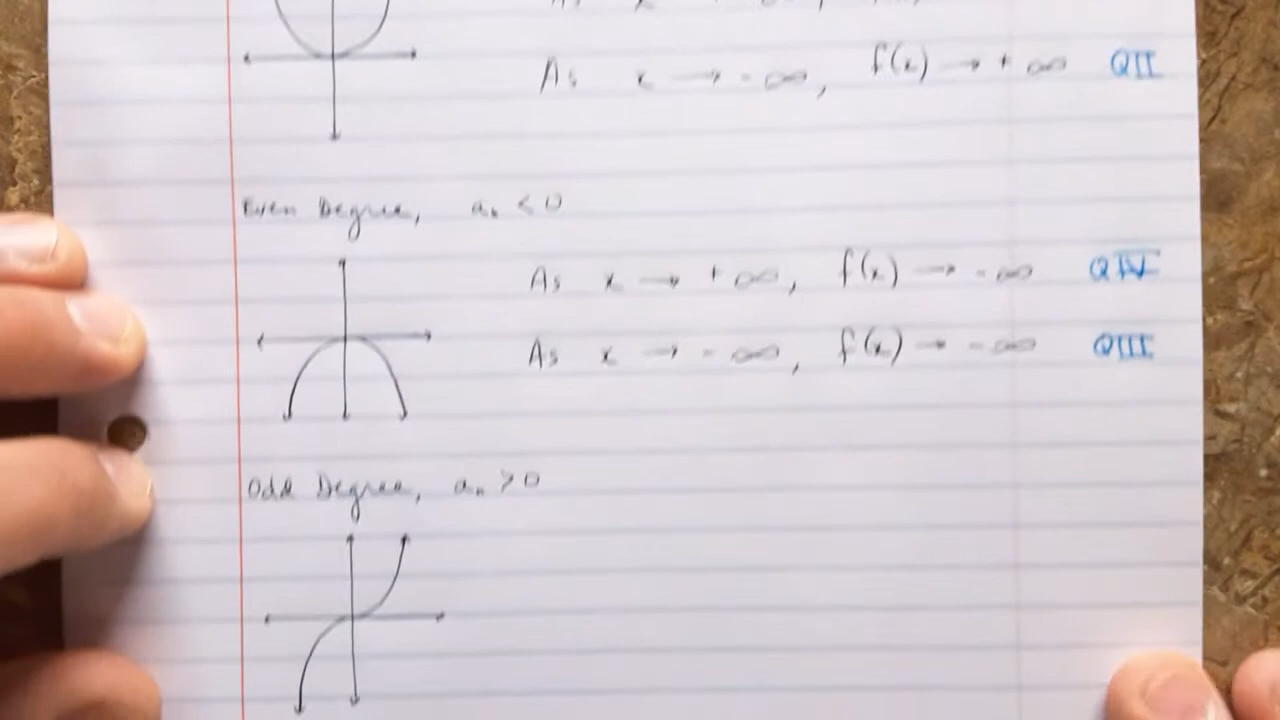 As x → -∞, f(x) → +∞ QII
Even Degree, aₙ < 0
As x → +∞, f(x) → -∞ QIV
As x → -∞, f(x) → -∞ QIII
Odd Degree, aₙ > 0